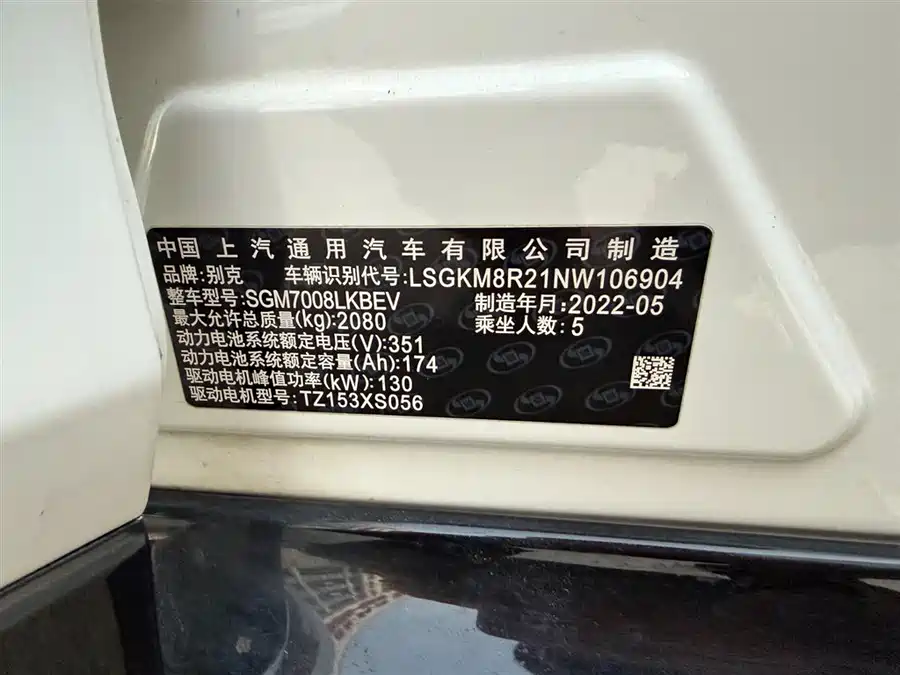 中国 上汽通用汽车有限公司制造
品牌:别克 车辆识别代号:LSGKM8R21NW106904
整车型号:SGM7008LKBEV 制造年月:2022-05
最大允许总质量(kg):2080 乘坐人数:5
动力电池系统额定电压(V):351
动力电池系统额定容量(Ah):174
驱动电机峰值功率(kW):130
驱动电机型号:TZ153XS056